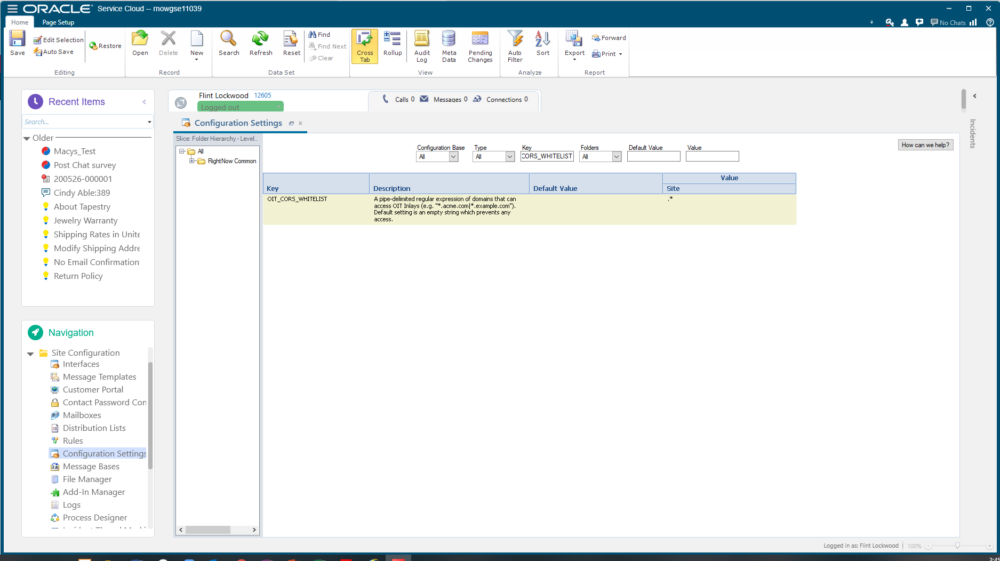 ORACLE Service Cloud -- rnowgse11039
Home
Page Setup
No Chats
Save
Edit Selection
Auto Save
Restore
Editing
Open
Delete
New
Record
Search
Refresh
Reset
Find
Find Next
Clear
Data Set
Cross Tab
Rollup
Audit Log
Meta Data
Pending Changes
View
Auto Filter
Sort
Analyze
Export
Forward
Print
Report
Recent Items
Search...
Older
Macys_Test
Post Chat survey
200526-000001
Cindy Able:389
About Tapestry
Jewelry Warranty
Shipping Rates in Unite
Modify Shipping Addre
No Email Confirmation
Return Policy
Navigation
Site Configuration
Interfaces
Message Templates
Customer Portal
Contact Password Con
Mailboxes
Distribution Lists
Rules
Configuration Settings
Message Bases
File Manager
Add-In Manager
Logs
Process Designer
Flint Lockwood 12605
Logged out
Calls 0
Messages 0
Connections 0
Configuration Settings
Slice: Folder Hierarchy - Level...
All
RightNow Common
Configuration Base
All
Type
All
Key
CORS_WHITELIST
Folders
All
Default Value
Value
How can we help?
Incidents
Key
Description
Default Value
Value
Site
OIT_CORS_WHITELIST
A pipe-delimited regular expression of domains that can
access OIT Inlays (e.g. "*.acme.com|*.example.com").
Default setting is an empty string which prevents any
access.
.*
Logged in as: Flint Lockwood
100%